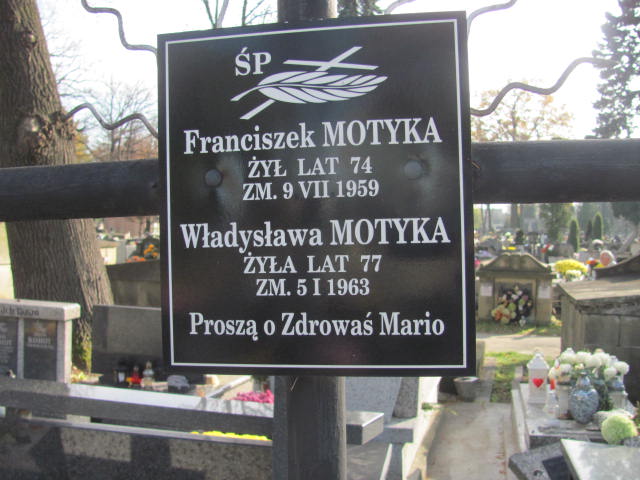 ŚP
Franciszek MOTYKA
ŻYŁ LAT 74
ZM. 9 VII 1959
Władysława MOTYKA
ŻYŁA LAT 77
ZM. 5 I 1963
Proszą o Zdrowaś Mario